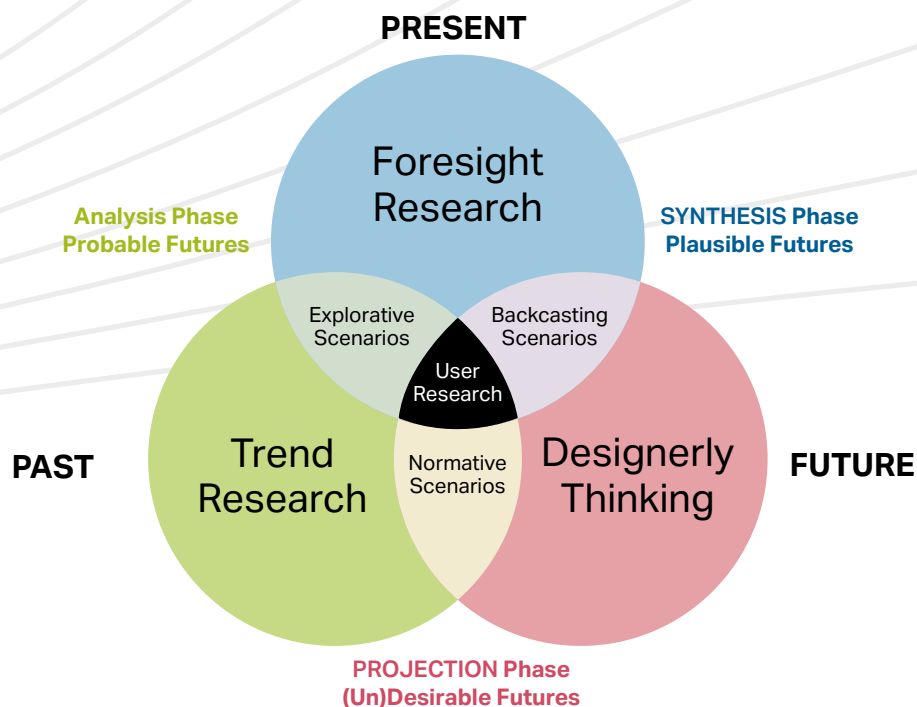 PRESENT
Foresight
Research
Analysis Phase
Probable Futures
SYNTHESIS Phase
Plausible Futures
Explorative
Scenarios
Backcasting
Scenarios
User
Research
PAST
Trend
Research
Normative
Scenarios
Designerly
Thinking
FUTURE
PROJECTION Phase
(Un)Desirable Futures